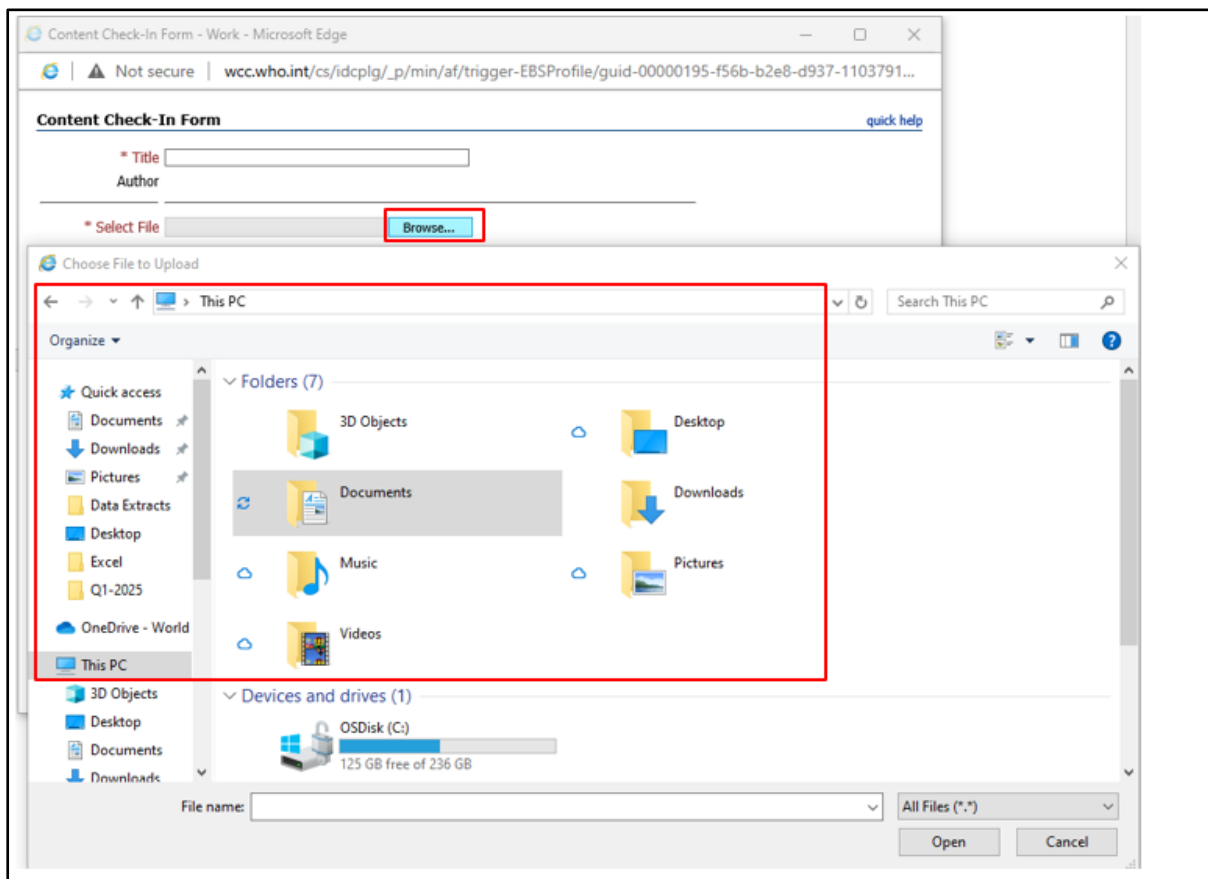 Content Check-In Form - Work - Microsoft Edge
Not secure | wcc.who.int/cs/idcplg/_p/min/af/trigger-EBSProfile/guid-00000195-f56b-b2e8-d937-1103791...
Content Check-In Form quick help
* Title
Author
* Select File Browse...
Choose File to Upload
This PC Search This PC
Organize
Quick access
Documents
Downloads
Pictures
Data Extracts
Desktop
Excel
Q1-2025
OneDrive - World
This PC
3D Objects
Desktop
Documents
Downloads
Folders (7)
3D Objects Desktop
Documents Downloads
Music Pictures
Videos
Devices and drives (1)
OSDisk (C:)
125 GB free of 236 GB
File name: All Files (*.*)
Open Cancel